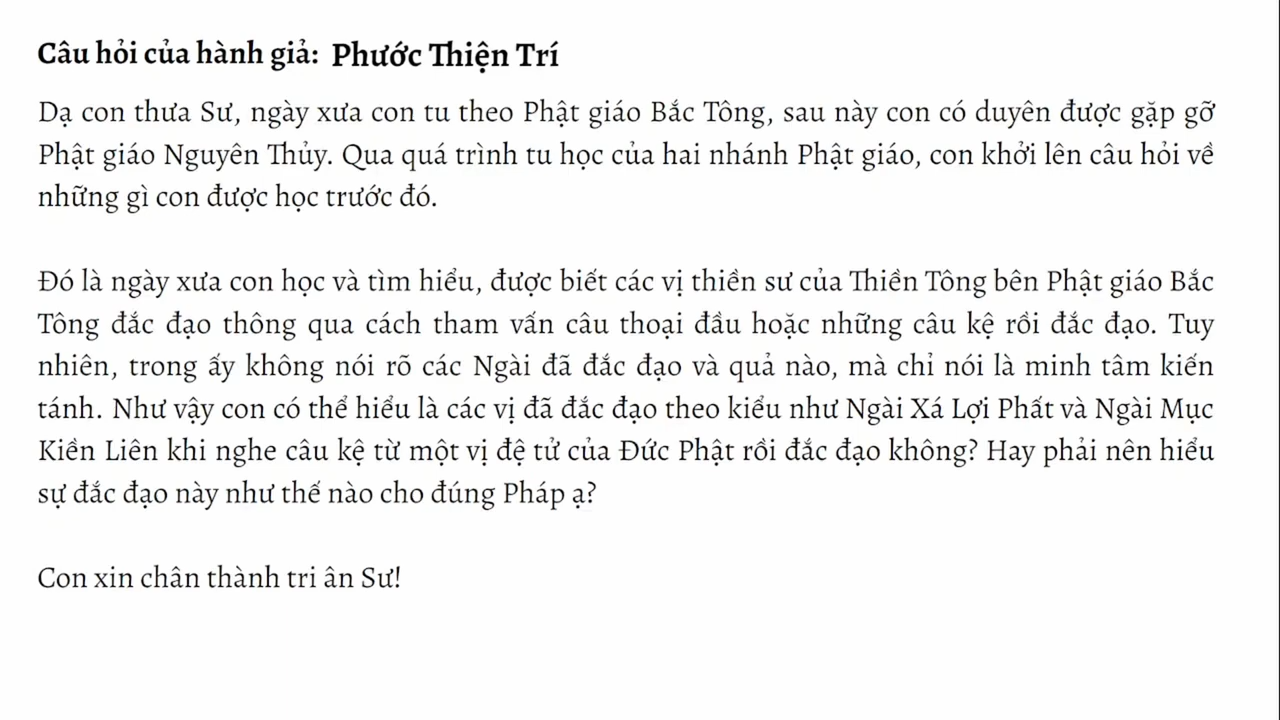 Câu hỏi của hành giả: Phước Thiện Trí
Dạ con thưa Sư, ngày xưa con tu theo Phật giáo Bắc Tông, sau này con có duyên được gặp gỡ
Phật giáo Nguyên Thủy. Qua quá trình tu học của hai nhánh Phật giáo, con khởi lên câu hỏi về
những gì con được học trước đó.
Đó là ngày xưa con học và tìm hiểu, được biết các vị thiền sư của Thiền Tông bên Phật giáo Bắc
Tông đắc đạo thông qua cách tham vấn câu thoại đầu hoặc những câu kệ rồi đắc đạo. Tuy
nhiên, trong ấy không nói rõ các Ngài đã đắc đạo và quả nào, mà chỉ nói là minh tâm kiến
tánh. Như vậy con có thể hiểu là các vị đã đắc đạo theo kiểu như Ngài Xá Lợi Phất và Ngài Mục
Kiền Liên khi nghe câu kệ từ một vị đệ tử của Đức Phật rồi đắc đạo không? Hay phải nên hiểu
sự đắc đạo này như thế nào cho đúng Pháp ạ?
Con xin chân thành tri ân Sư!